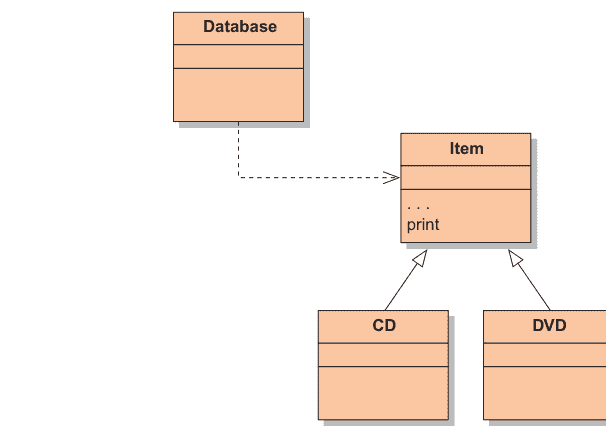 Database
Item
. . .
print
CD
DVD